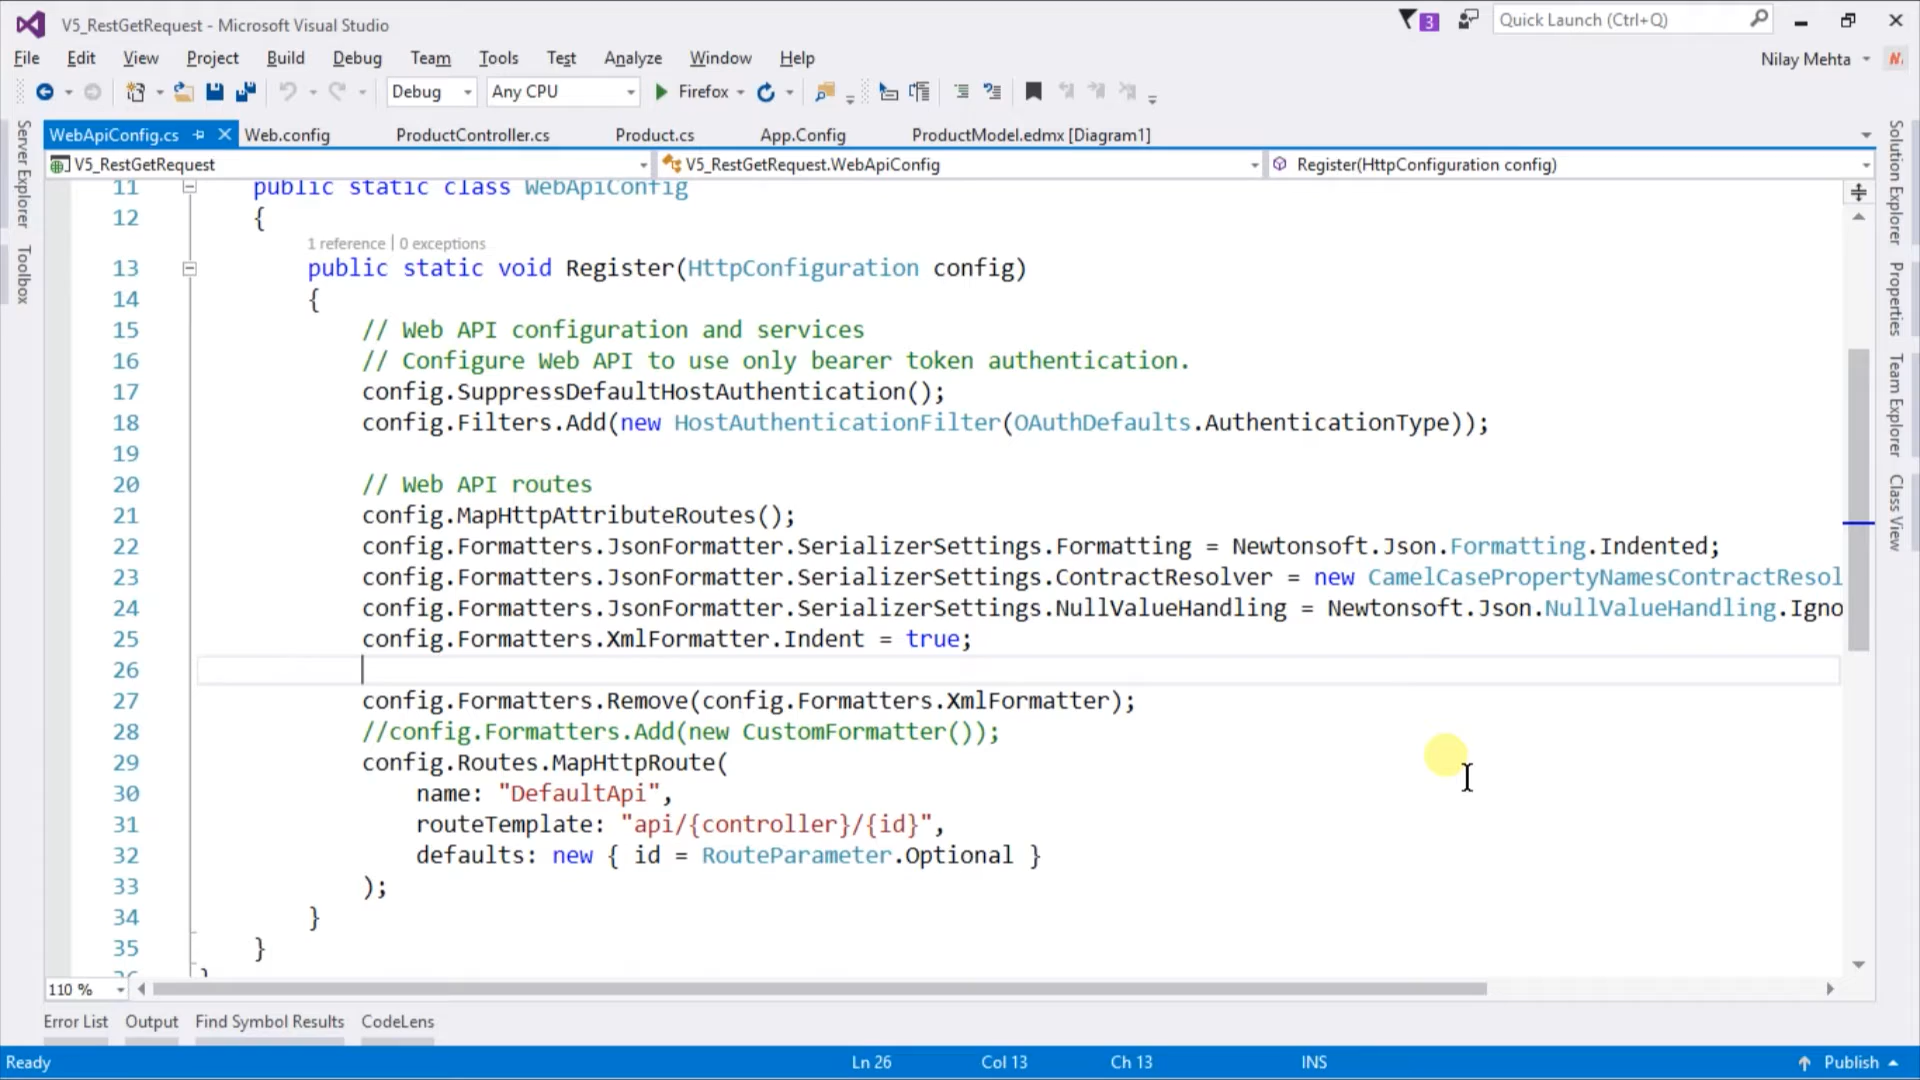 V5_RestGetRequest - Microsoft Visual Studio
3
Quick Launch (Ctrl+Q)
File Edit View Project Build Debug Team Tools Test Analyze Window Help
Nilay Mehta
Debug Any CPU Firefox
WebApiConfig.cs Web.config ProductController.cs Product.cs App.Config ProductModel.edmx [Diagram1]
V5_RestGetRequest V5_RestGetRequest.WebApiConfig Register(HttpConfiguration config)
Server Explorer
Toolbox
Solution Explorer
Properties
Team Explorer
Class View
11 public static class WebApiConfig
12 {
1 reference | 0 exceptions
13 public static void Register(HttpConfiguration config)
14 {
15 // Web API configuration and services
16 // Configure Web API to use only bearer token authentication.
17 config.SuppressDefaultHostAuthentication();
18 config.Filters.Add(new HostAuthenticationFilter(OAuthDefaults.AuthenticationType));
19
20 // Web API routes
21 config.MapHttpAttributeRoutes();
22 config.Formatters.JsonFormatter.SerializerSettings.Formatting = Newtonsoft.Json.Formatting.Indented;
23 config.Formatters.JsonFormatter.SerializerSettings.ContractResolver = new CamelCasePropertyNamesContractResol
24 config.Formatters.JsonFormatter.SerializerSettings.NullValueHandling = Newtonsoft.Json.NullValueHandling.Igno
25 config.Formatters.XmlFormatter.Indent = true;
26
27 config.Formatters.Remove(config.Formatters.XmlFormatter);
28 //config.Formatters.Add(new CustomFormatter());
29 config.Routes.MapHttpRoute(
30 name: "DefaultApi",
31 routeTemplate: "api/{controller}/{id}",
32 defaults: new { id = RouteParameter.Optional }
33 );
34 }
35 }
110 %
Error List Output Find Symbol Results CodeLens
Ready Ln 26 Col 13 Ch 13 INS Publish